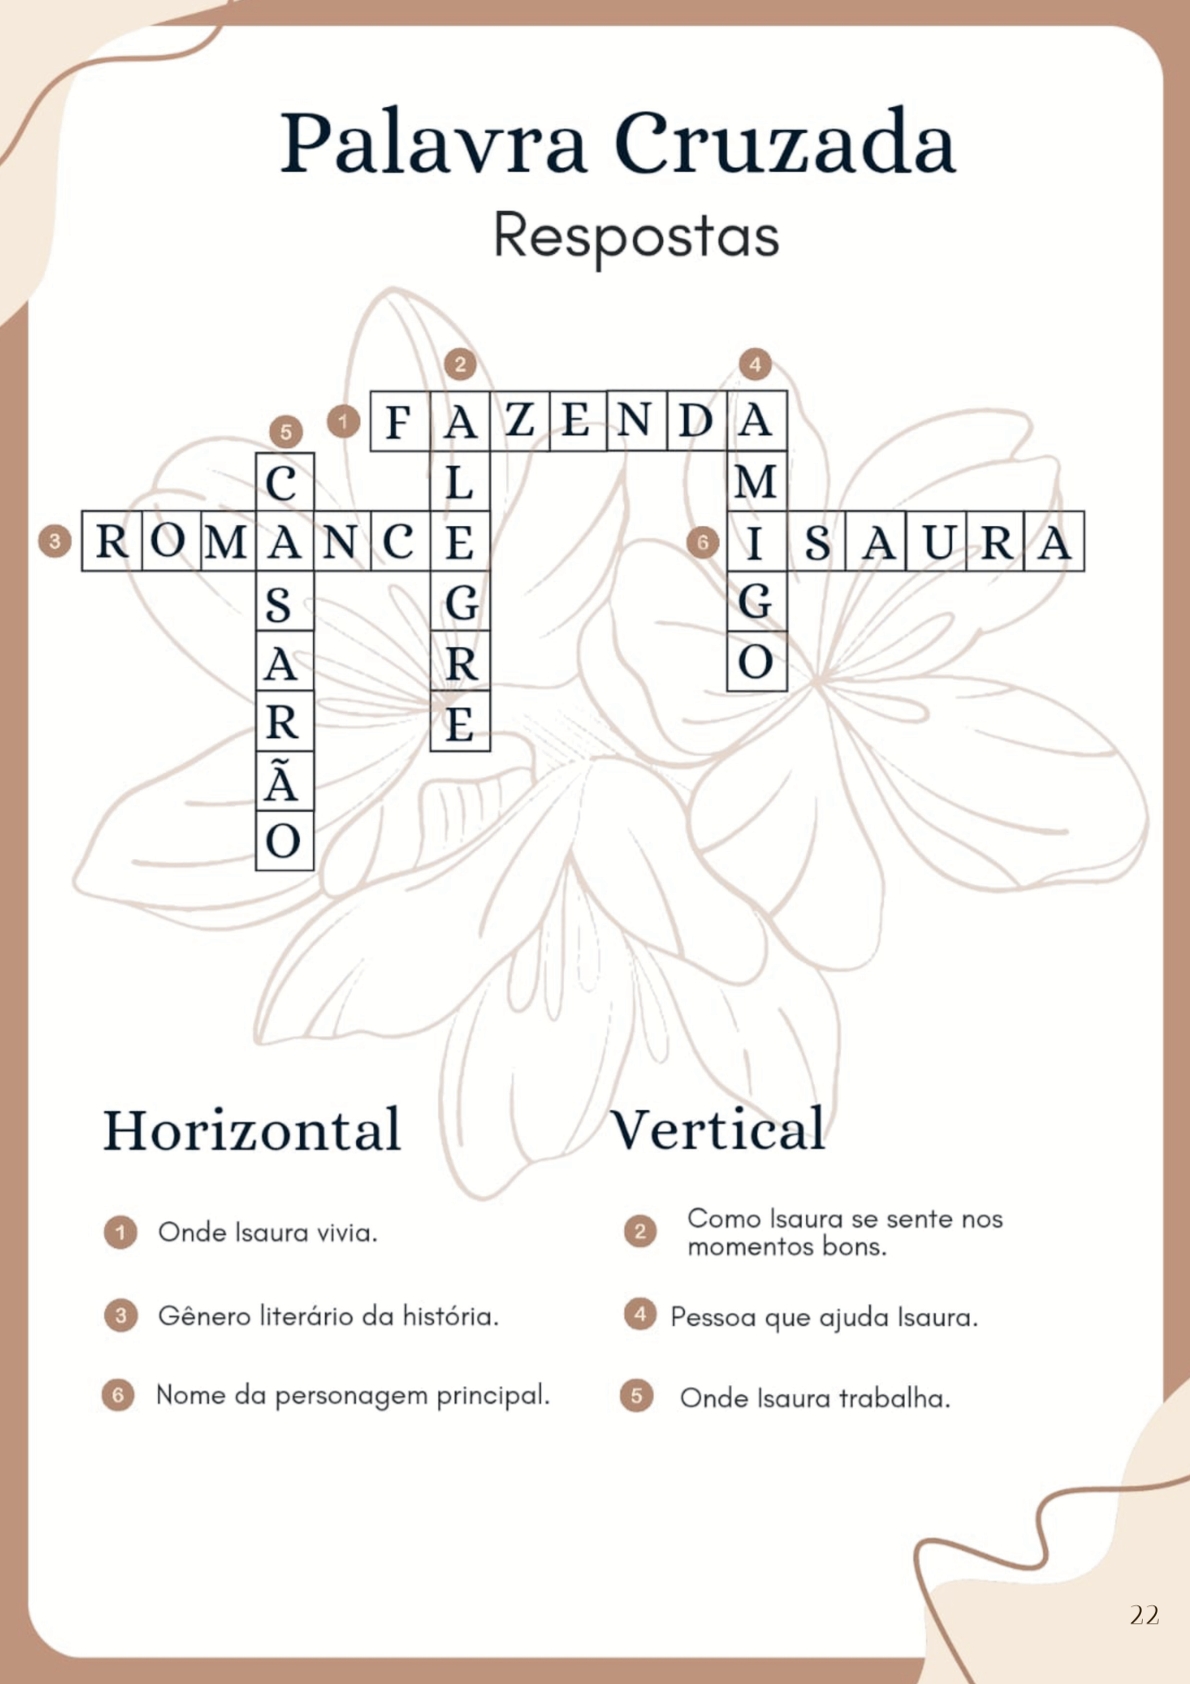 Palavra Cruzada
Respostas
2 4
5 1 F A Z E N D A
C L M
3 R O M A N C E 6 I S A U R A
S G G
A R O
R E
Ã
O
Horizontal
1 Onde Isaura vivia.
3 Gênero literário da história.
6 Nome da personagem principal.
Vertical
2 Como Isaura se sente nos
momentos bons.
4 Pessoa que ajuda Isaura.
5 Onde Isaura trabalha.
22